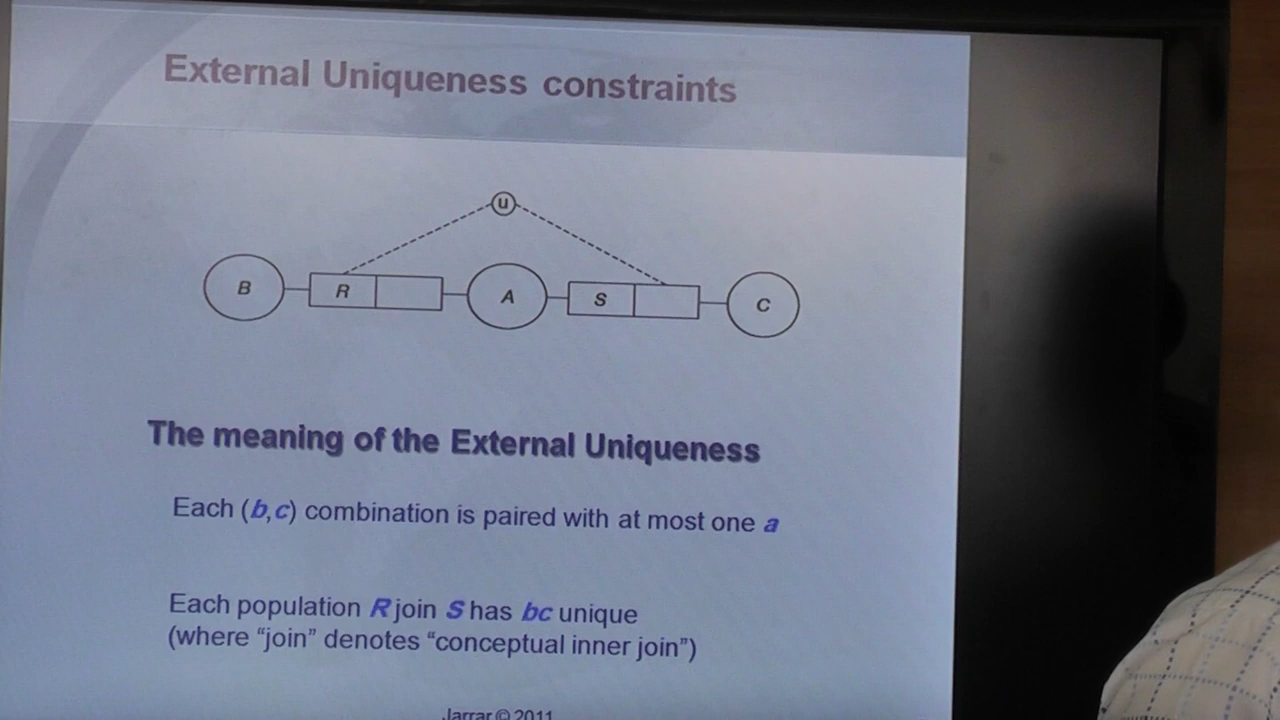 External Uniqueness constraints
u
B R A S C
The meaning of the External Uniqueness
Each (b,c) combination is paired with at most one a
Each population R join S has bc unique
(where “join” denotes “conceptual inner join”)
Jarrar © 2011